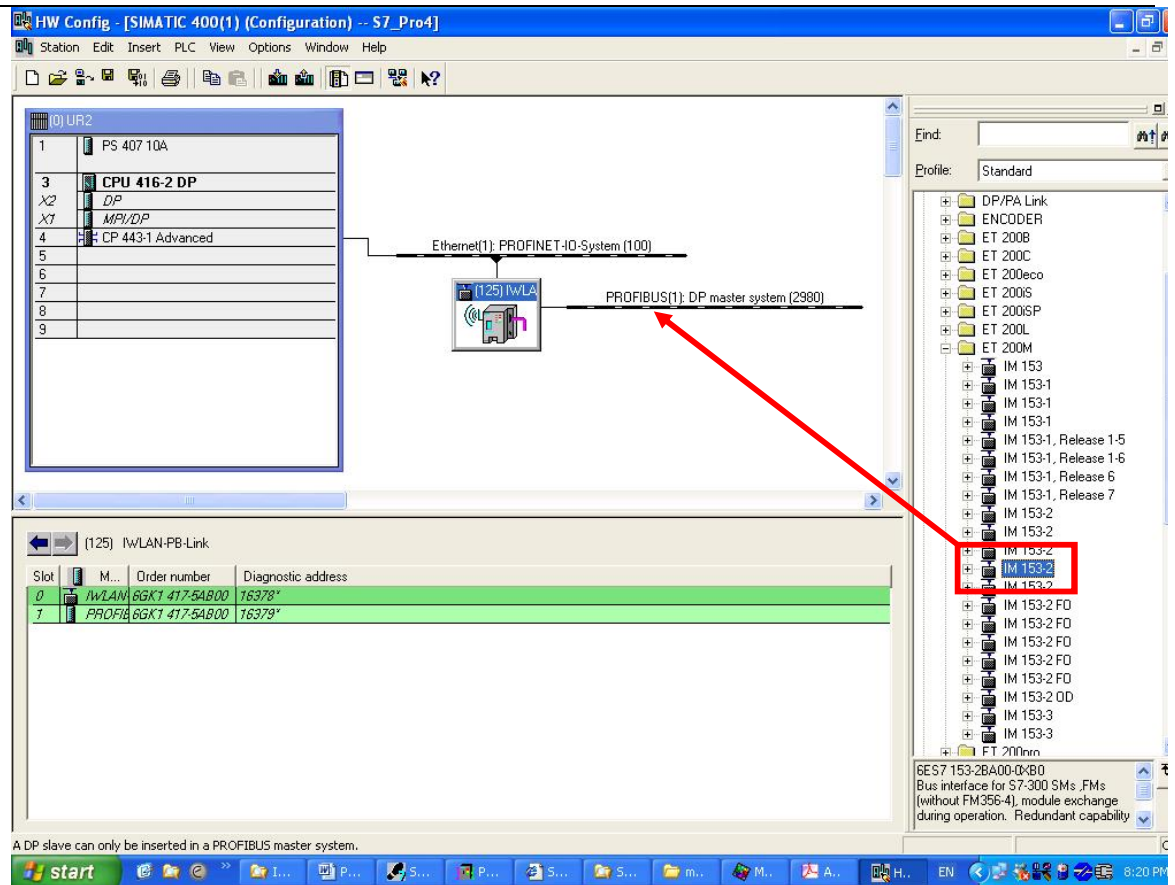 HW Config - [SIMATIC 400(1) (Configuration) -- S7_Pro4]
Station Edit Insert PLC View Options Window Help
(0) UR2
1 PS 407 10A
3 CPU 416-2 DP
X2 DP
X1 MPI/DP
4 CP 443-1 Advanced
5
6
7
8
9
Ethernet(1): PROFINET-IO-System (100)
(125) IWLA
PROFIBUS(1): DP master system (2980)
Find:
Profile: Standard
DP/PA Link
ENCODER
ET 200B
ET 200C
ET 200eco
ET 200iS
ET 200iSP
ET 200L
ET 200M
IM 153
IM 153-1
IM 153-1
IM 153-1
IM 153-1, Release 1-5
IM 153-1, Release 1-6
IM 153-1, Release 6
IM 153-1, Release 7
IM 153-2
IM 153-2
IM 153-2
IM 153-2
IM 153-2
IM 153-2 FO
IM 153-2 FO
IM 153-2 FO
IM 153-2 FO
IM 153-2 OD
IM 153-3
IM 153-3
ET 200pro
6ES7 153-2BA00-0XB0
Bus interface for S7-300 SMs ,FMs
(without FM356-4), module exchange
during operation. Redundant capability
(125) IWLAN-PB-Link
Slot M... Order number Diagnostic address
0 IWLAN 6GK1 417-5AB00 16378*
1 PROFIB 6GK1 417-5AB00 16379*
A DP slave can only be inserted in a PROFIBUS master system.
start I... P... S... P... S... S... m... M... A... H... EN 8:20 PM